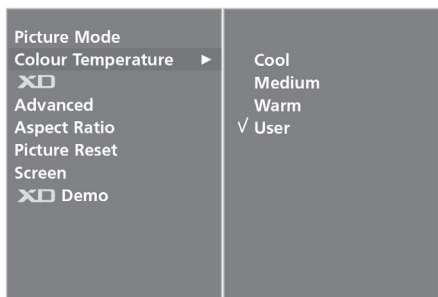 Picture Mode
Colour Temperature ►
XD
Advanced
Aspect Ratio
Picture Reset
Screen
XD Demo
Cool
Medium
Warm
√ User